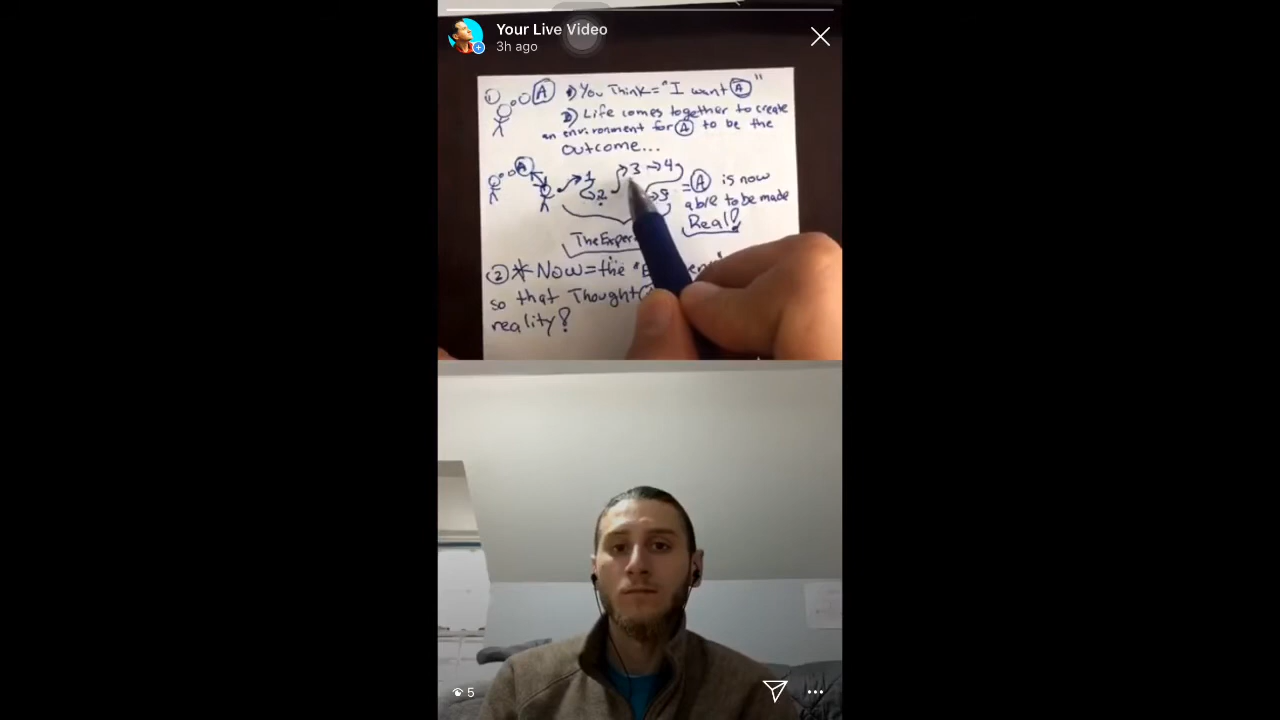 Your Live Video
3h ago
A 1) You Think = "I want A"
2) Life comes together to create
an environment for A to be the
outcome...
A 1 2 3 4 5 = A is now
able to be made
Real!
The Exper
2 * Now = the "E
so that Thought
reality?
5